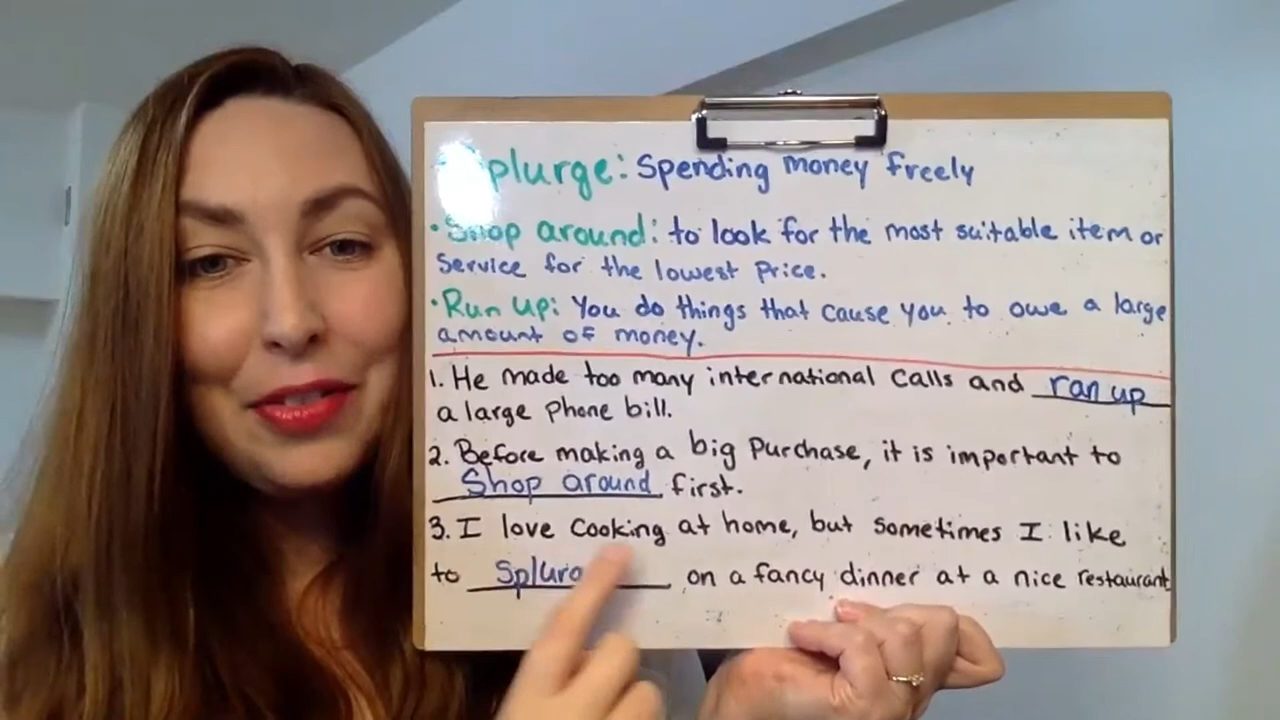 Splurge: Spending money freely
•Shop around: to look for the most suitable item or
Service for the lowest Price.
•Run Up: You do things that cause you to owe a large
amount of money.
1. He made too many international Calls and ran up
a large Phone bill.
2. Before making a big Purchase, it is important to
Shop around first.
3. I love Cooking at home, but Sometimes I like
to on a fancy dinner at a nice restaurant